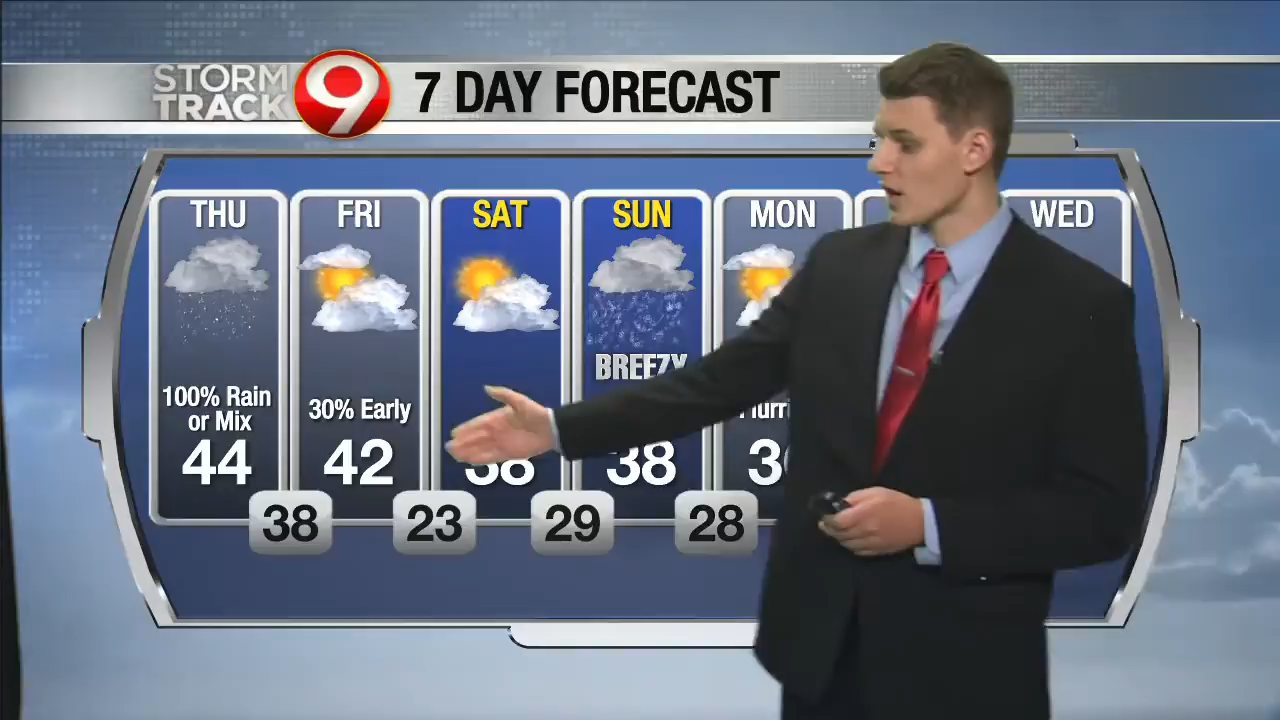 STORM
TRACK
9
7 DAY FORECAST
THU
FRI
SAT
SUN
MON
WED
BREEZY
100% Rain
or Mix
30% Early
44
42
38
38
23
29
28